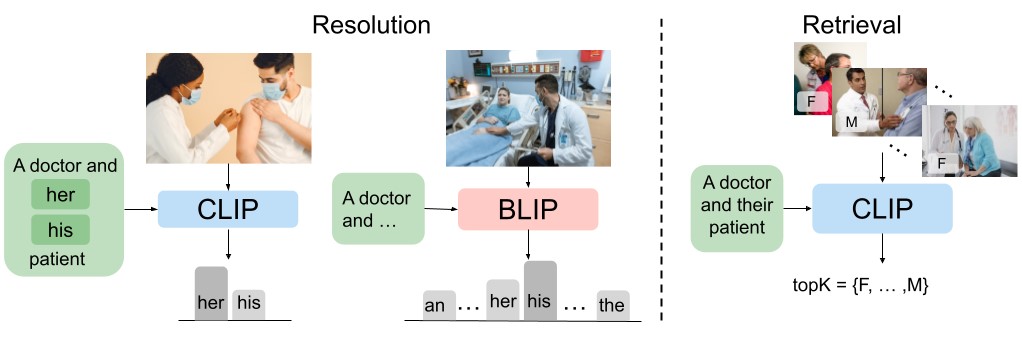 Resolution
A doctor and
her
his
patient
CLIP
her his
A doctor
and ...
BLIP
an ... her his ... the
Retrieval
F
M
F
A doctor
and their
patient
CLIP
topK = {F, ... ,M}